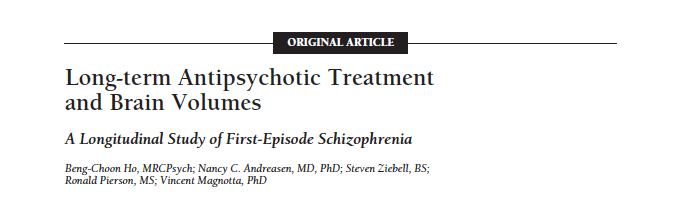 ORIGINAL ARTICLE
Long-term Antipsychotic Treatment
and Brain Volumes
A Longitudinal Study of First-Episode Schizophrenia
Beng-Choon Ho, MRCPsych; Nancy C. Andreasen, MD, PhD; Steven Ziebell, BS;
Ronald Pierson, MS; Vincent Magnotta, PhD